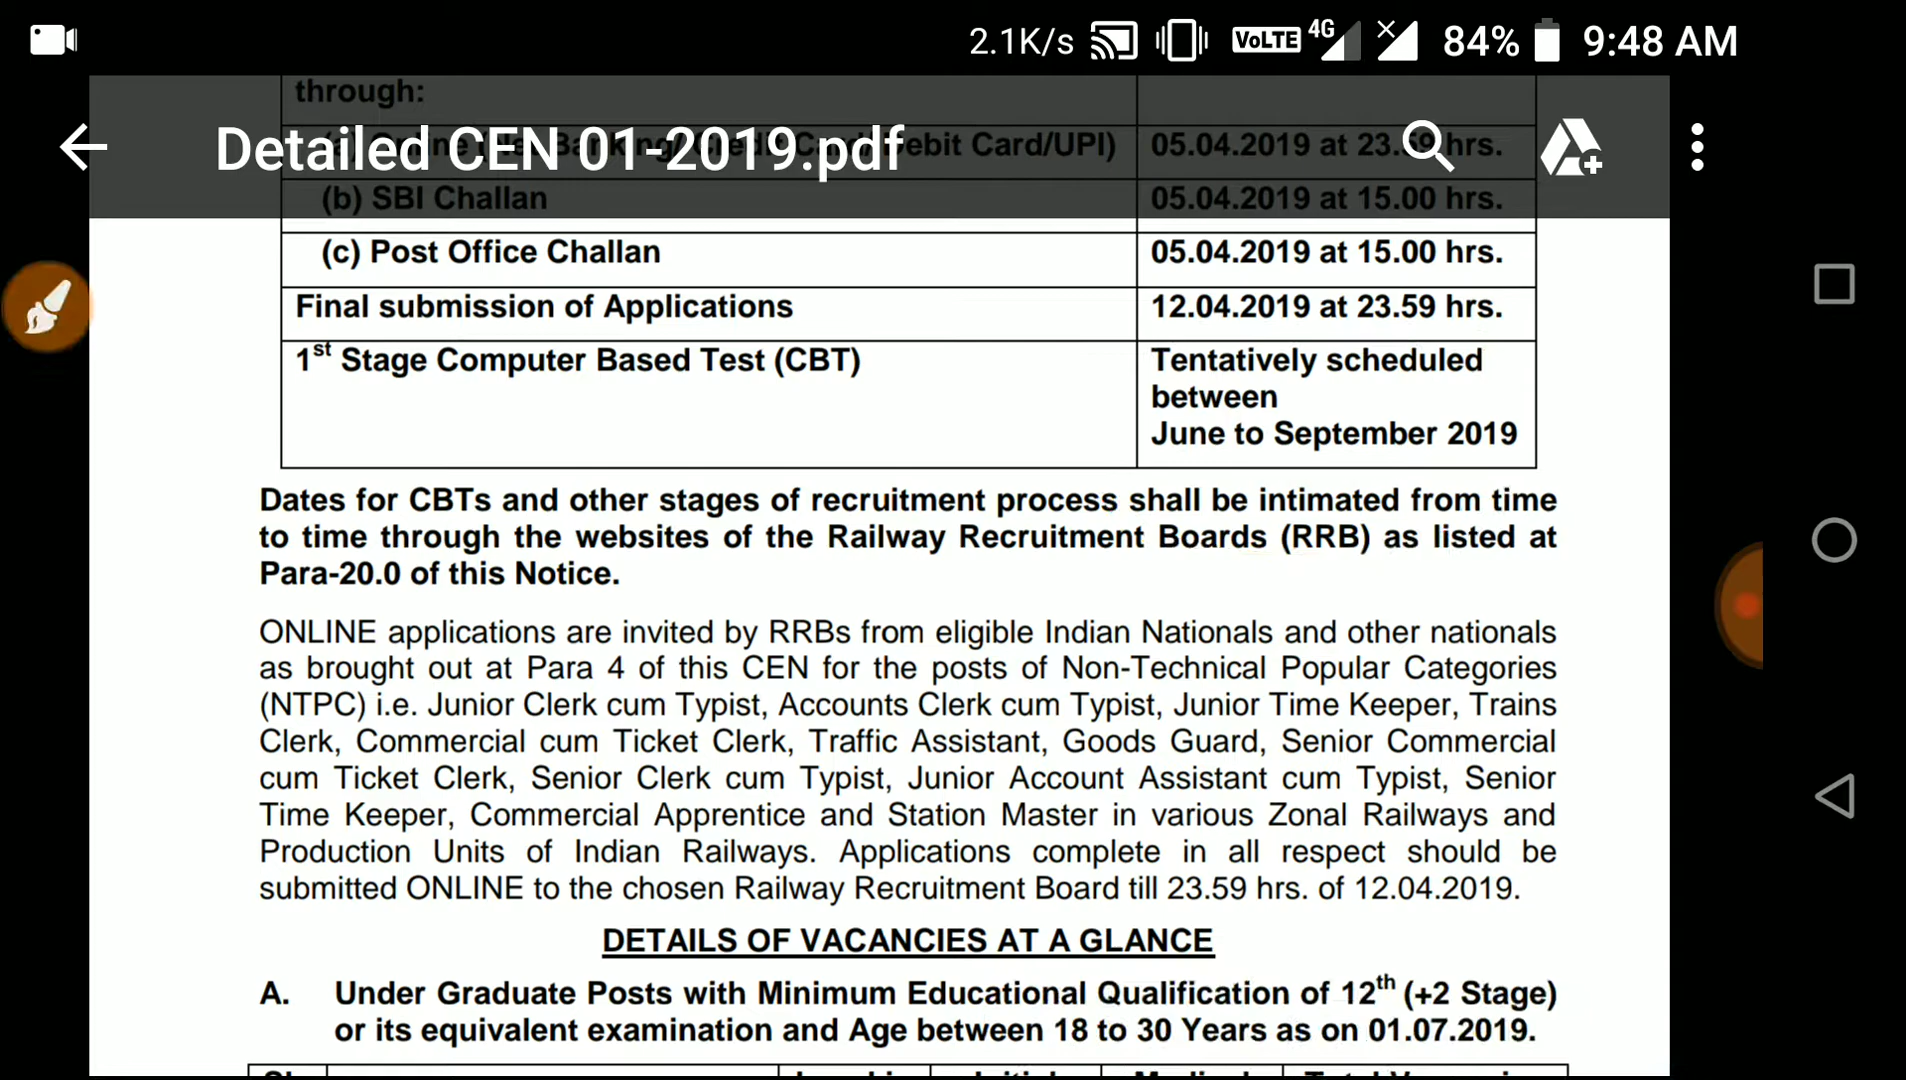 2.1K/s VoLTE 4G 84% 9:48 AM
through:
Detailed CEN 01-2019.pdf
Card/Debit Card/UPI) 05.04.2019 at 23.59 hrs.
(b) SBI Challan 05.04.2019 at 15.00 hrs.
(c) Post Office Challan 05.04.2019 at 15.00 hrs.
Final submission of Applications 12.04.2019 at 23.59 hrs.
1st Stage Computer Based Test (CBT) Tentatively scheduled
between
June to September 2019
Dates for CBTs and other stages of recruitment process shall be intimated from time
to time through the websites of the Railway Recruitment Boards (RRB) as listed at
Para-20.0 of this Notice.
ONLINE applications are invited by RRBs from eligible Indian Nationals and other nationals
as brought out at Para 4 of this CEN for the posts of Non-Technical Popular Categories
(NTPC) i.e. Junior Clerk cum Typist, Accounts Clerk cum Typist, Junior Time Keeper, Trains
Clerk, Commercial cum Ticket Clerk, Traffic Assistant, Goods Guard, Senior Commercial
cum Ticket Clerk, Senior Clerk cum Typist, Junior Account Assistant cum Typist, Senior
Time Keeper, Commercial Apprentice and Station Master in various Zonal Railways and
Production Units of Indian Railways. Applications complete in all respect should be
submitted ONLINE to the chosen Railway Recruitment Board till 23.59 hrs. of 12.04.2019.
DETAILS OF VACANCIES AT A GLANCE
A. Under Graduate Posts with Minimum Educational Qualification of 12th (+2 Stage)
or its equivalent examination and Age between 18 to 30 Years as on 01.07.2019.